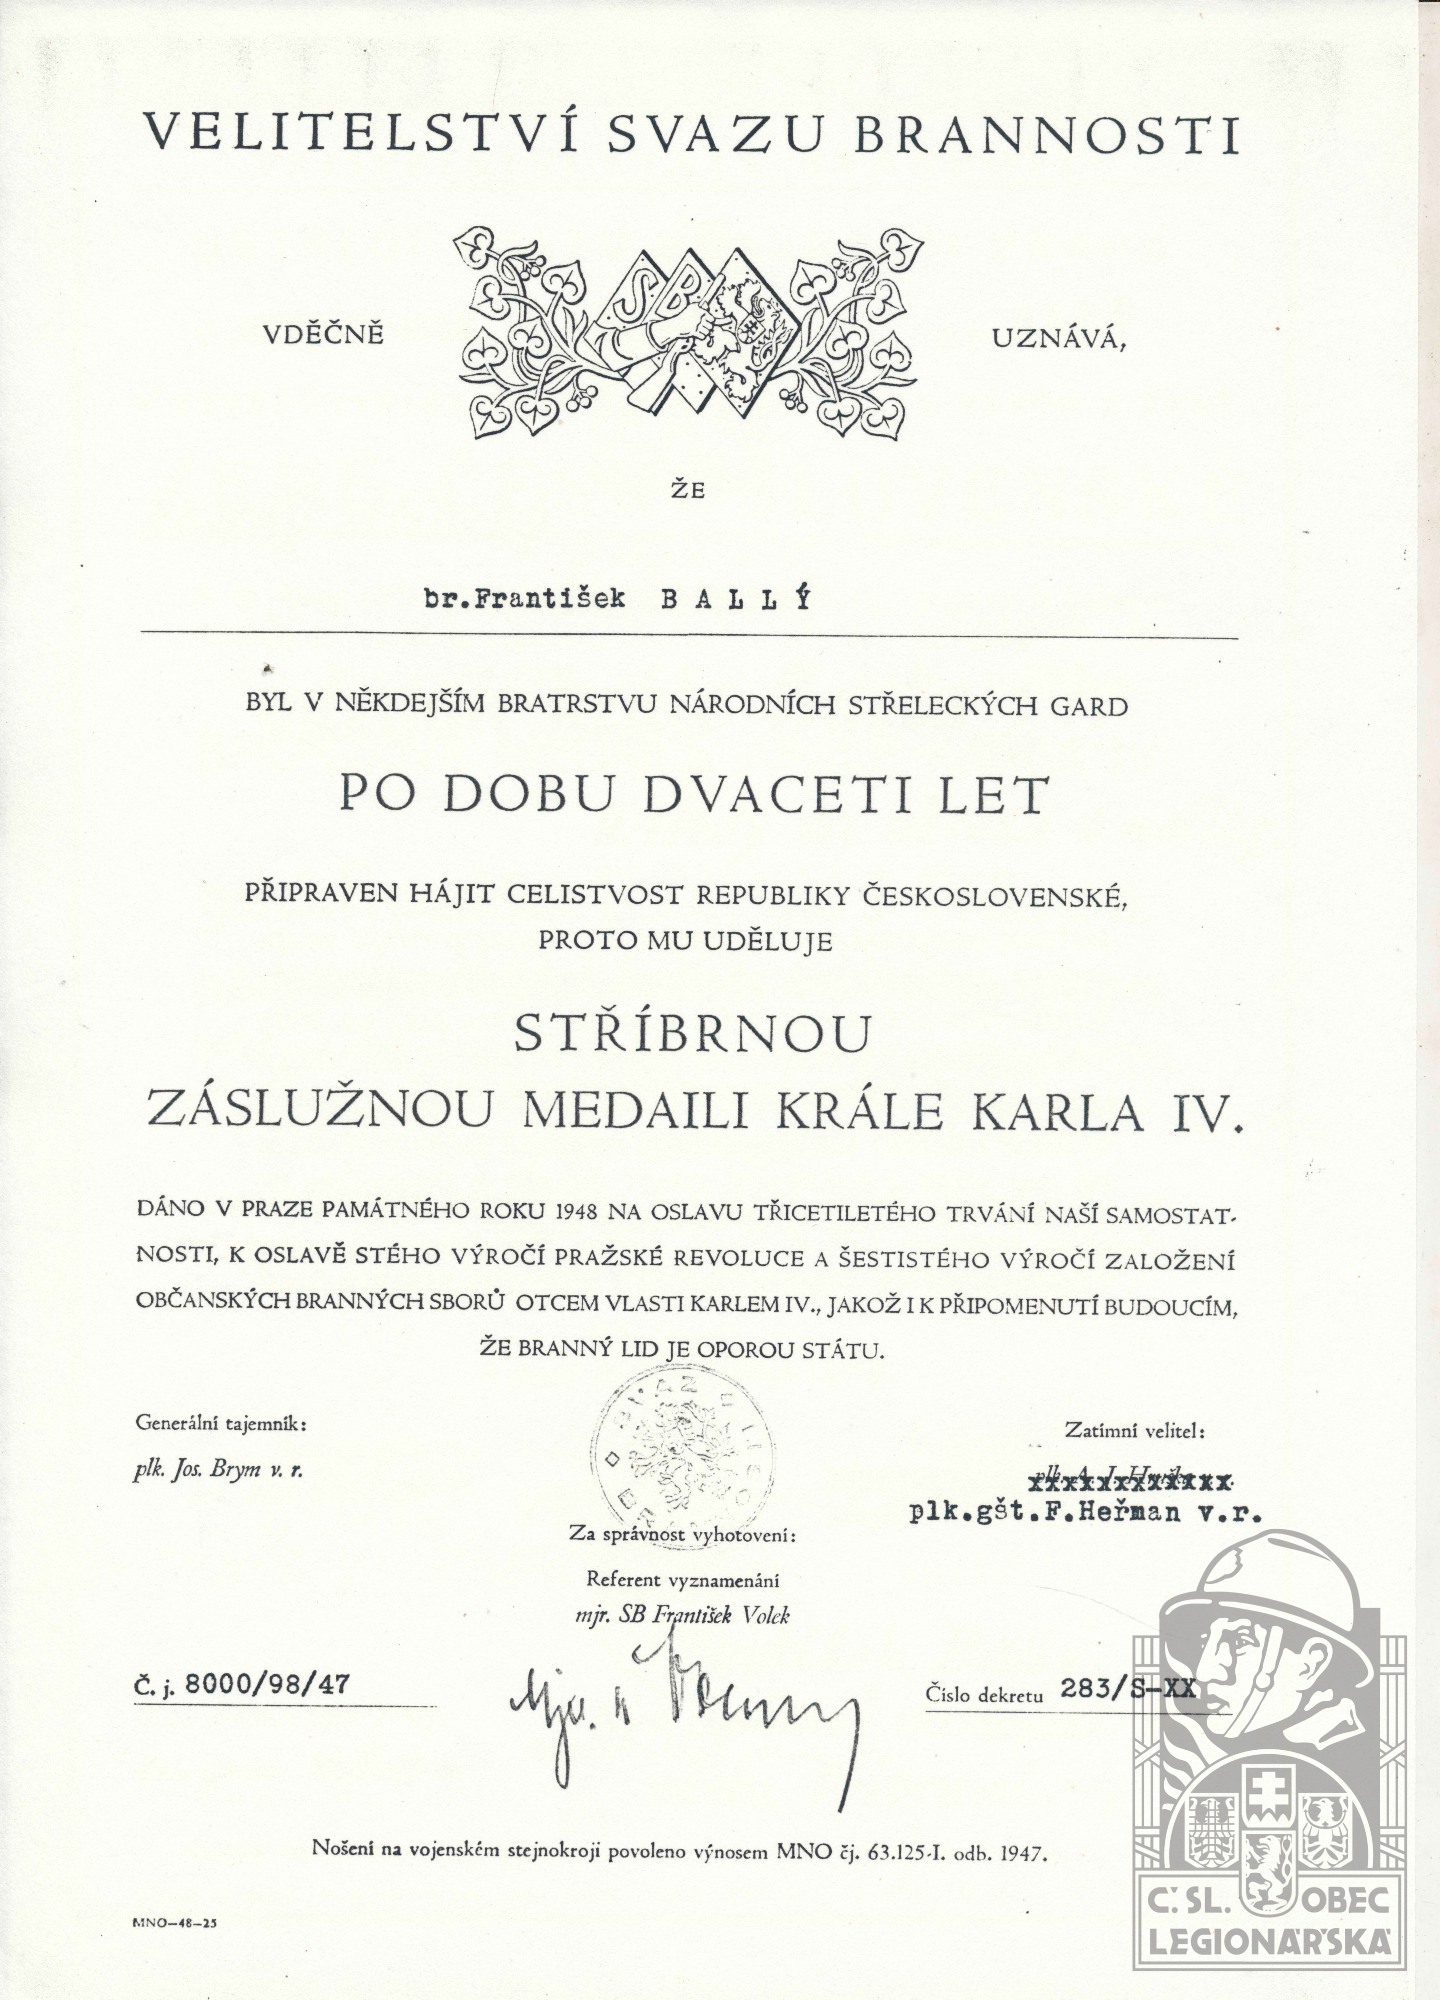 VELITELSTVÍ SVAZU BRANNOSTI
VDĚČNĚ
SB
UZNÁVÁ,
ŽE
br.František BALLÝ
BYL V NĚKDEJŠÍM BRATRSTVU NÁRODNÍCH STŘELECKÝCH GARD
PO DOBU DVACETI LET
PŘIPRAVEN HÁJIT CELISTVOST REPUBLIKY ČESKOSLOVENSKÉ,
PROTO MU UDĚLUJE
STŘÍBRNOU
ZÁSLUŽNOU MEDAILI KRÁLE KARLA IV.
DÁNO V PRAZE PAMÁTNÉHO ROKU 1948 NA OSLAVU TŘICETILETÉHO TRVÁNÍ NAŠÍ SAMOSTAT-
NOSTI, K OSLAVĚ STÉHO VÝROČÍ PRAŽSKÉ REVOLUCE A ŠESTISTÉHO VÝROČÍ ZALOŽENÍ
OBČANSKÝCH BRANNÝCH SBORŮ OTCEM VLASTI KARLEM IV., JAKOŽ I K PŘIPOMENUTÍ BUDOUCÍM,
ŽE BRANNÝ LID JE OPOROU STÁTU.
Generální tajemník:
plk. Jos. Brym v. r.
SVAZ
Zatímní velitel:
xxxxxxxxxxxxx
plk.gšt.F.Heřman v.r.
Za správnost vyhotovení:
Referent vyznamenání
mjr. SB František Volek
Č. j. 8000/98/47
Číslo dekretu 283/S-XX
Nošení na vojenském stejnokroji povoleno výnosem MNO čj. 63.125-I. odb. 1947.
MNO—48—25
Č. SL. OBEC
LEGIONÁŘSKÁ